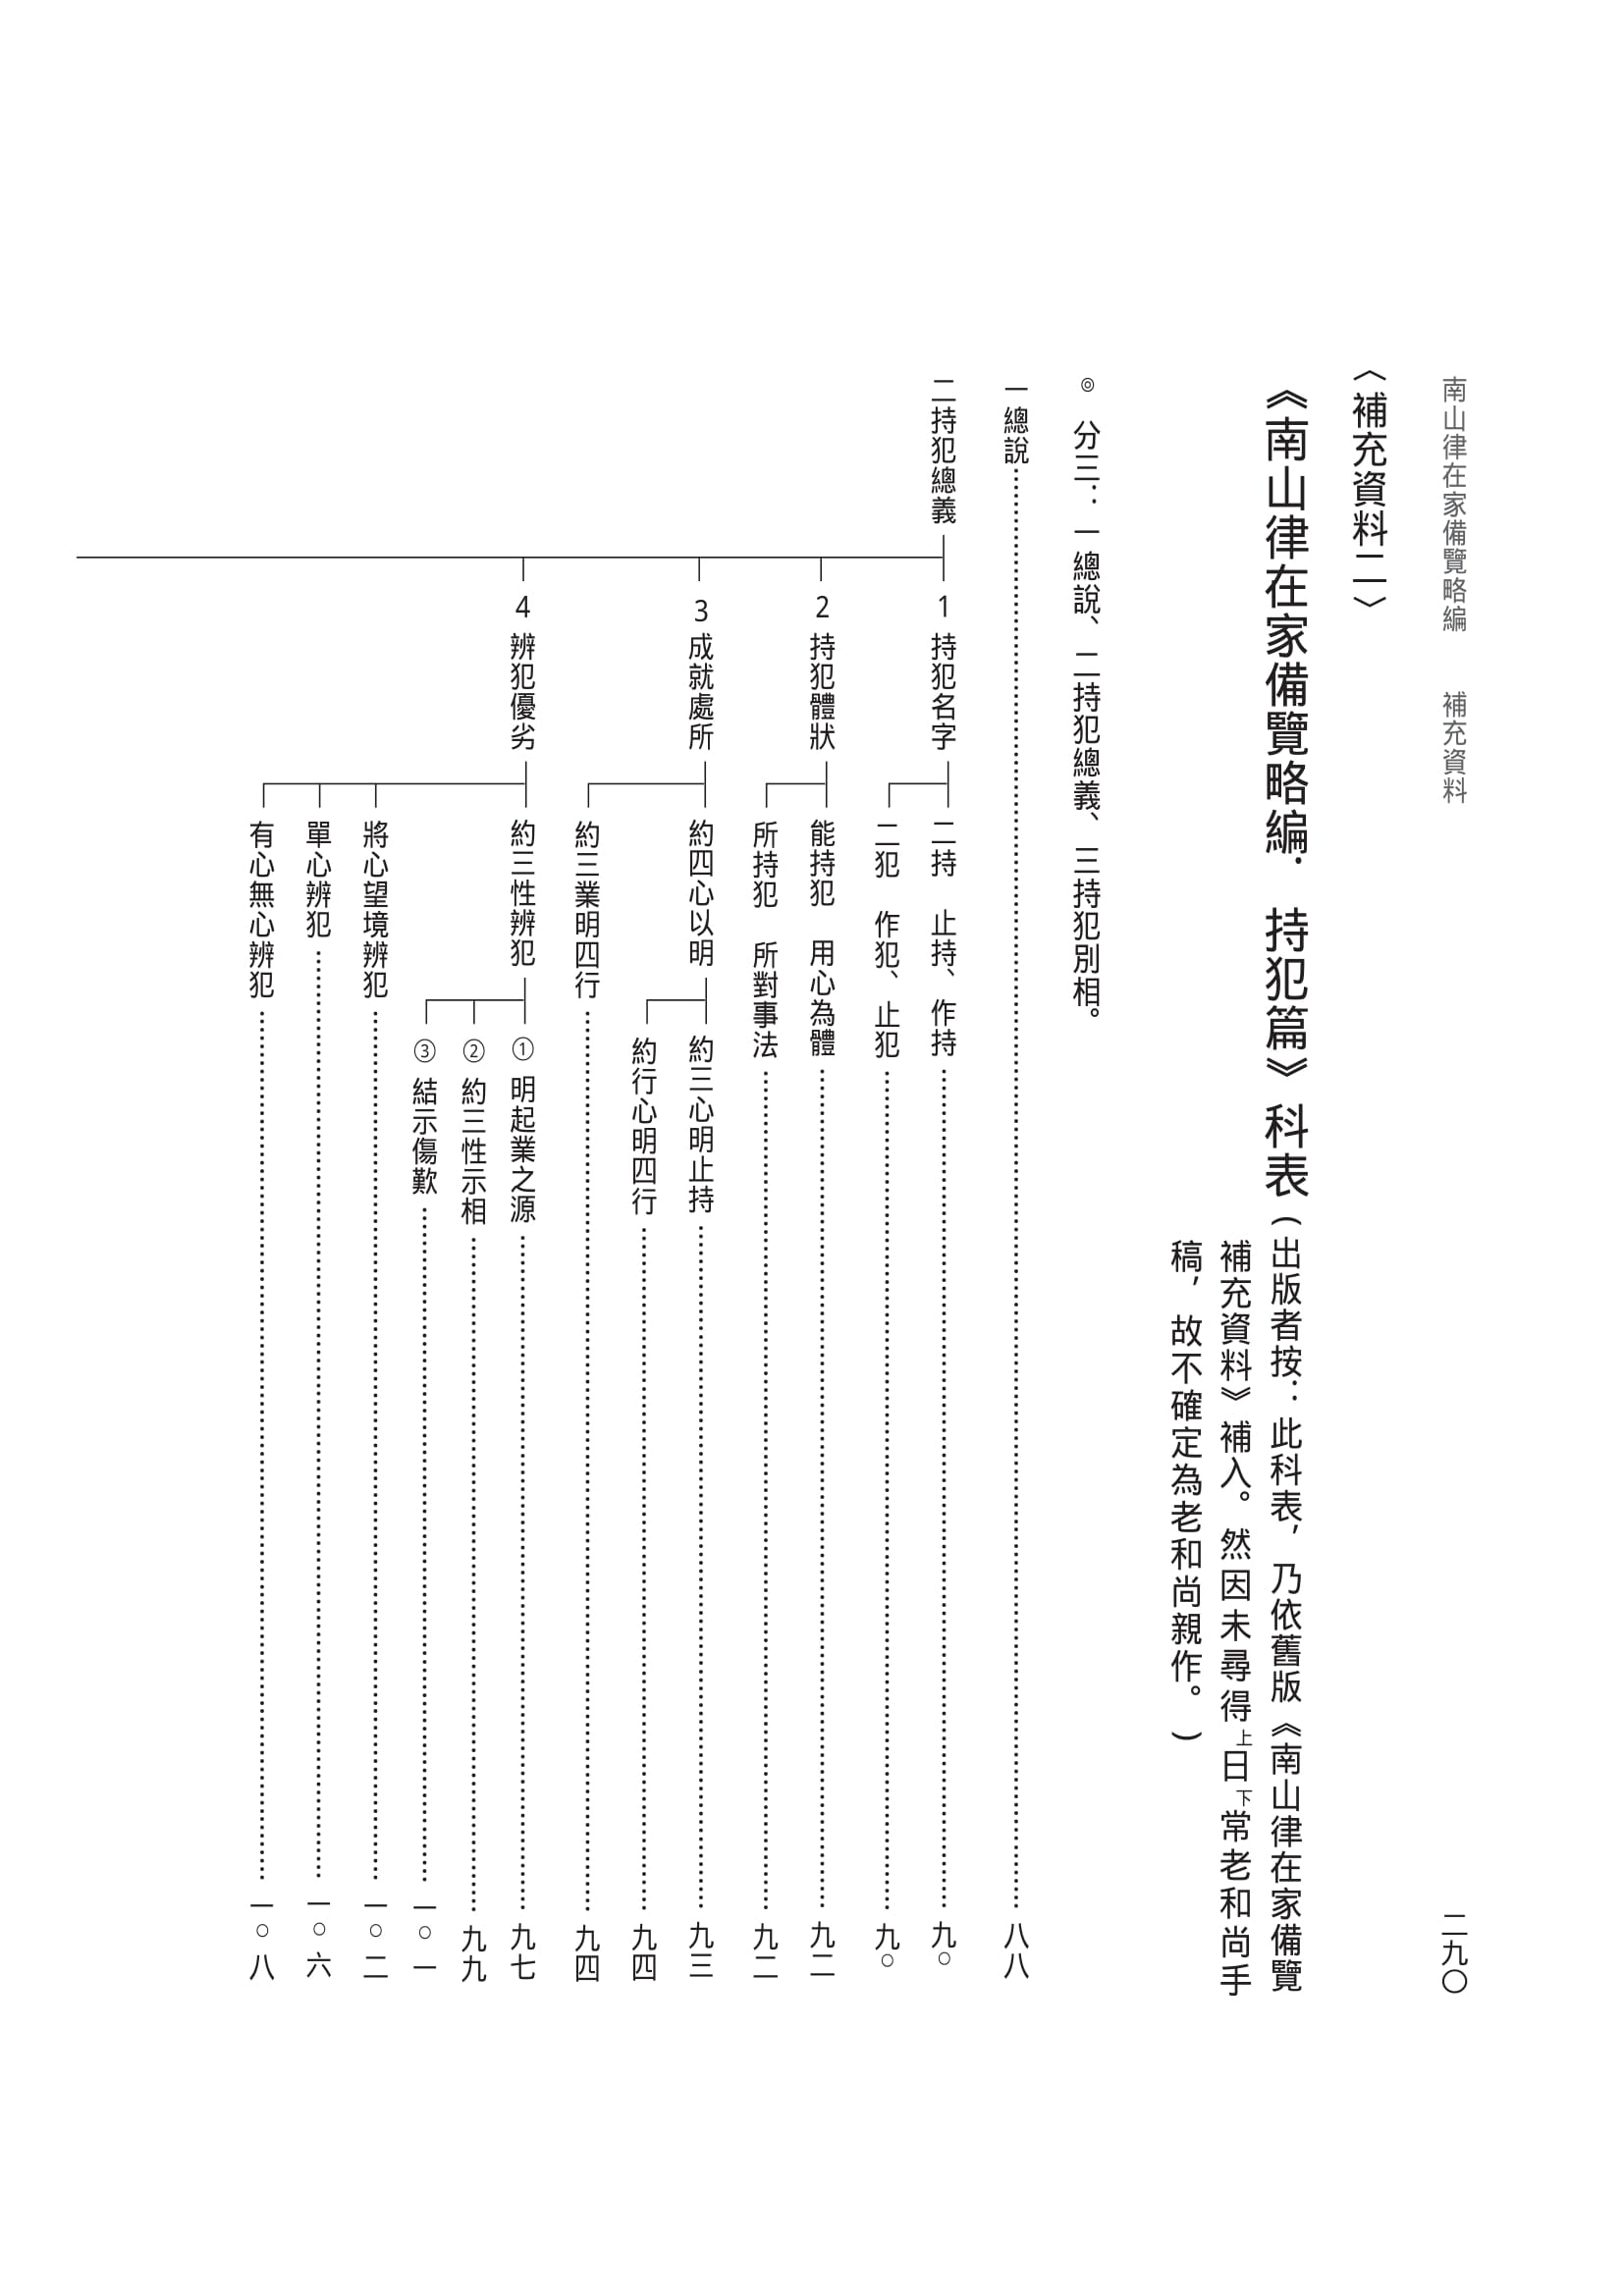 南山律在家備覽略編　補充資料
二九〇
〈補充資料二〉
《南山律在家備覽略編．持犯篇》科表（出版者按：此科表，乃依舊版《南山律在家備覽
補充資料》補入。然因未尋得上日下常老和尚手
稿，故不確定為老和尚親作。）
◎ 分三：一總說、二持犯總義、三持犯別相。
一總說……八八
二持犯總義
1 持犯名字
二持　止持、作持……九○
二犯　作犯、止犯……九○
2 持犯體狀
能持犯　用心為體……九二
所持犯　所對事法……九二
3 成就處所
約四心以明
約三心明止持……九三
約行心明四行……九四
約三業明四行……九四
4 辨犯優劣
約三性辨犯
① 明起業之源……九七
② 約三性示相……九九
③ 結示傷歎……一○一
將心望境辨犯……一○二
單心辨犯……一○六
有心無心辨犯……一○八